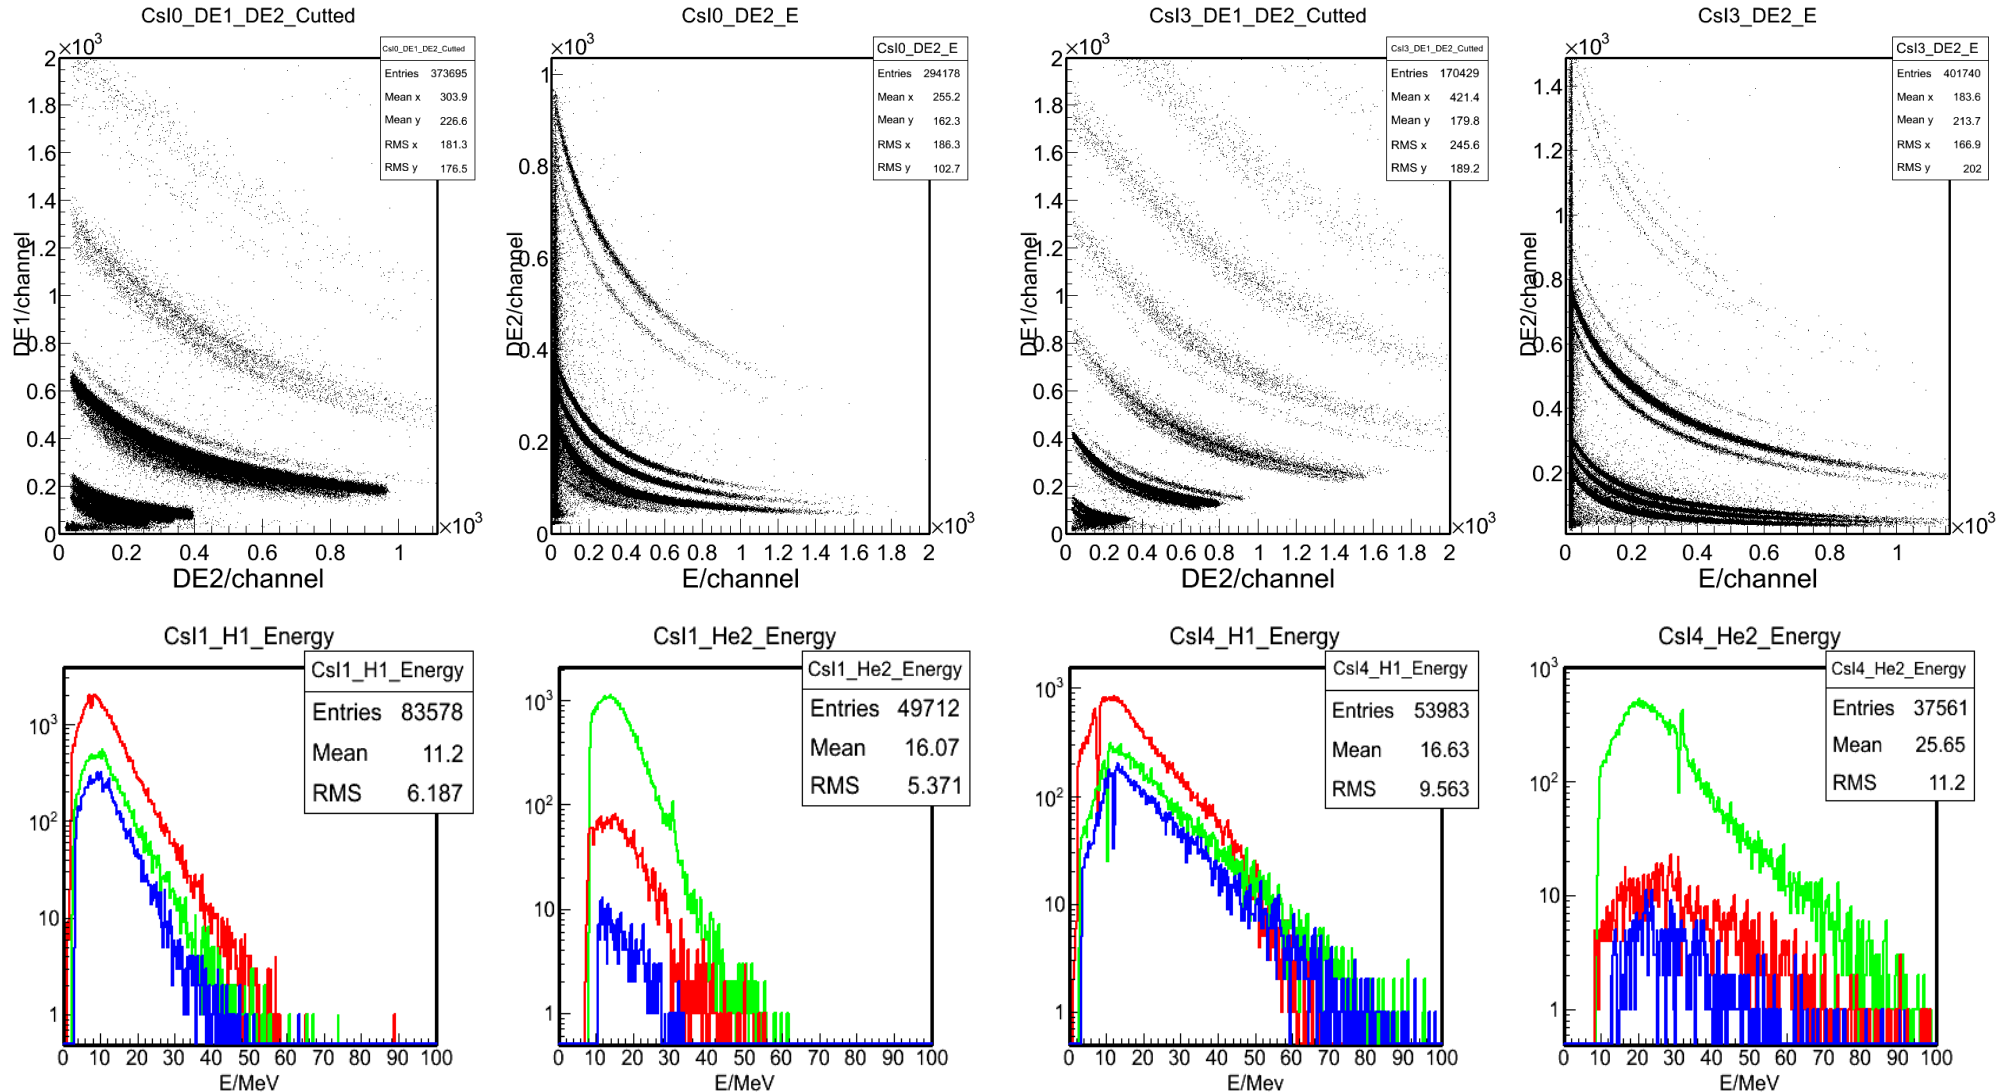 CsI0_DE1_DE2_Cutted
×10³
CsI0_DE1_DE2_Cutted
Entries 373695
Mean x 303.9
Mean y 226.6
RMS x 181.3
RMS y 176.5
DE1/channel
2
1.8
1.6
1.4
1.2
1
0.8
0.6
0.4
0.2
0
0 0.2 0.4 0.6 0.8 1
×10³
DE2/channel
CsI0_DE2_E
×10³
CsI0_DE2_E
Entries 294178
Mean x 255.2
Mean y 162.3
RMS x 186.3
RMS y 102.7
DE2/channel
1
0.8
0.6
0.4
0.2
0
0 0.2 0.4 0.6 0.8 1 1.2 1.4 1.6 1.8 2
×10³
E/channel
CsI3_DE1_DE2_Cutted
×10³
CsI3_DE1_DE2_Cutted
Entries 170429
Mean x 421.4
Mean y 179.8
RMS x 245.6
RMS y 189.2
DE1/channel
2
1.8
1.6
1.4
1.2
1
0.8
0.6
0.4
0.2
0
0 0.2 0.4 0.6 0.8 1 1.2 1.4 1.6 1.8 2
×10³
DE2/channel
CsI3_DE2_E
×10³
CsI3_DE2_E
Entries 401740
Mean x 183.6
Mean y 213.7
RMS x 166.9
RMS y 202
DE2/channel
1.4
1.2
1
0.8
0.6
0.4
0.2
0 0.2 0.4 0.6 0.8 1
×10³
E/channel
CsI1_H1_Energy
CsI1_H1_Energy
Entries 83578
Mean 11.2
RMS 6.187
10³
10²
10
1
0 10 20 30 40 50 60 70 80 90 100
E/MeV
CsI1_He2_Energy
CsI1_He2_Energy
Entries 49712
Mean 16.07
RMS 5.371
10³
10²
10
1
0 10 20 30 40 50 60 70 80 90 100
E/MeV
CsI4_H1_Energy
CsI4_H1_Energy
Entries 53983
Mean 16.63
RMS 9.563
10³
10²
10
1
0 10 20 30 40 50 60 70 80 90 100
E/Mev
CsI4_He2_Energy
CsI4_He2_Energy
Entries 37561
Mean 25.65
RMS 11.2
10³
10²
10
1
0 10 20 30 40 50 60 70 80 90 100
E/MeV